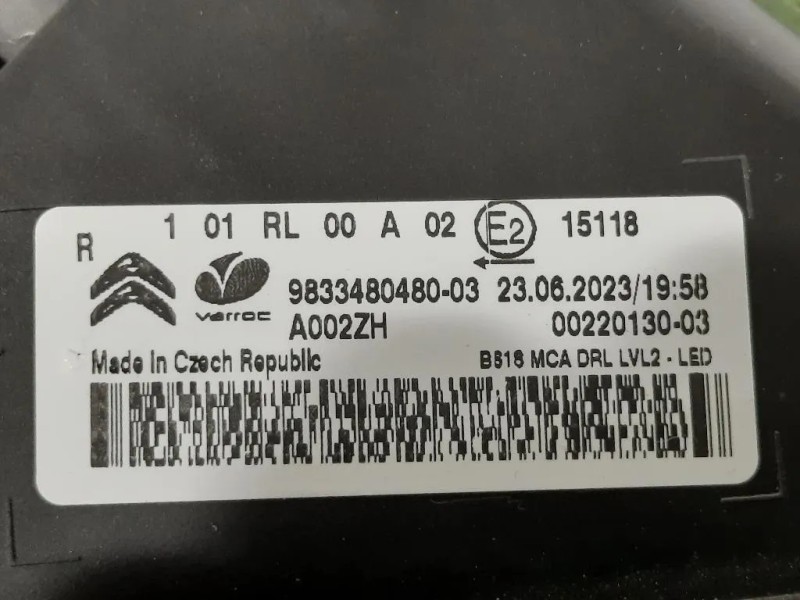 1 01 RL 00 A 02 E2 15118
R
varroc
9833480480-03 23.06.2023/19:58
A002ZH 00220130-03
Made In Czech Republic B618 MCA DRL LVL2 - LED